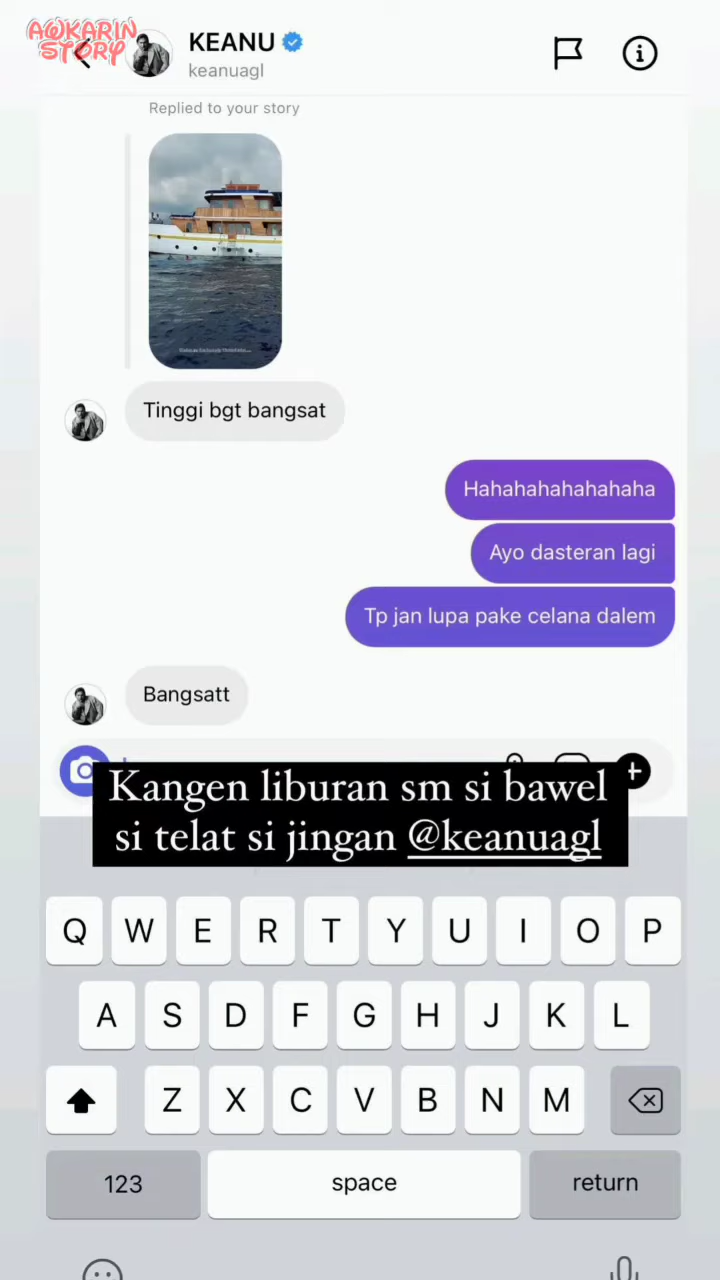 AWKARIN
STORY
KEANU
keanuagl
Replied to your story
Tinggi bgt bangsat
Hahahahahahahaha
Ayo dasteran lagi
Tp jan lupa pake celana dalem
Bangsatt
Kangen liburan sm si bawel
si telat si jingan @keanuagl
Q W E R T Y U I O P
A S D F G H J K L
Z X C V B N M
123 space return